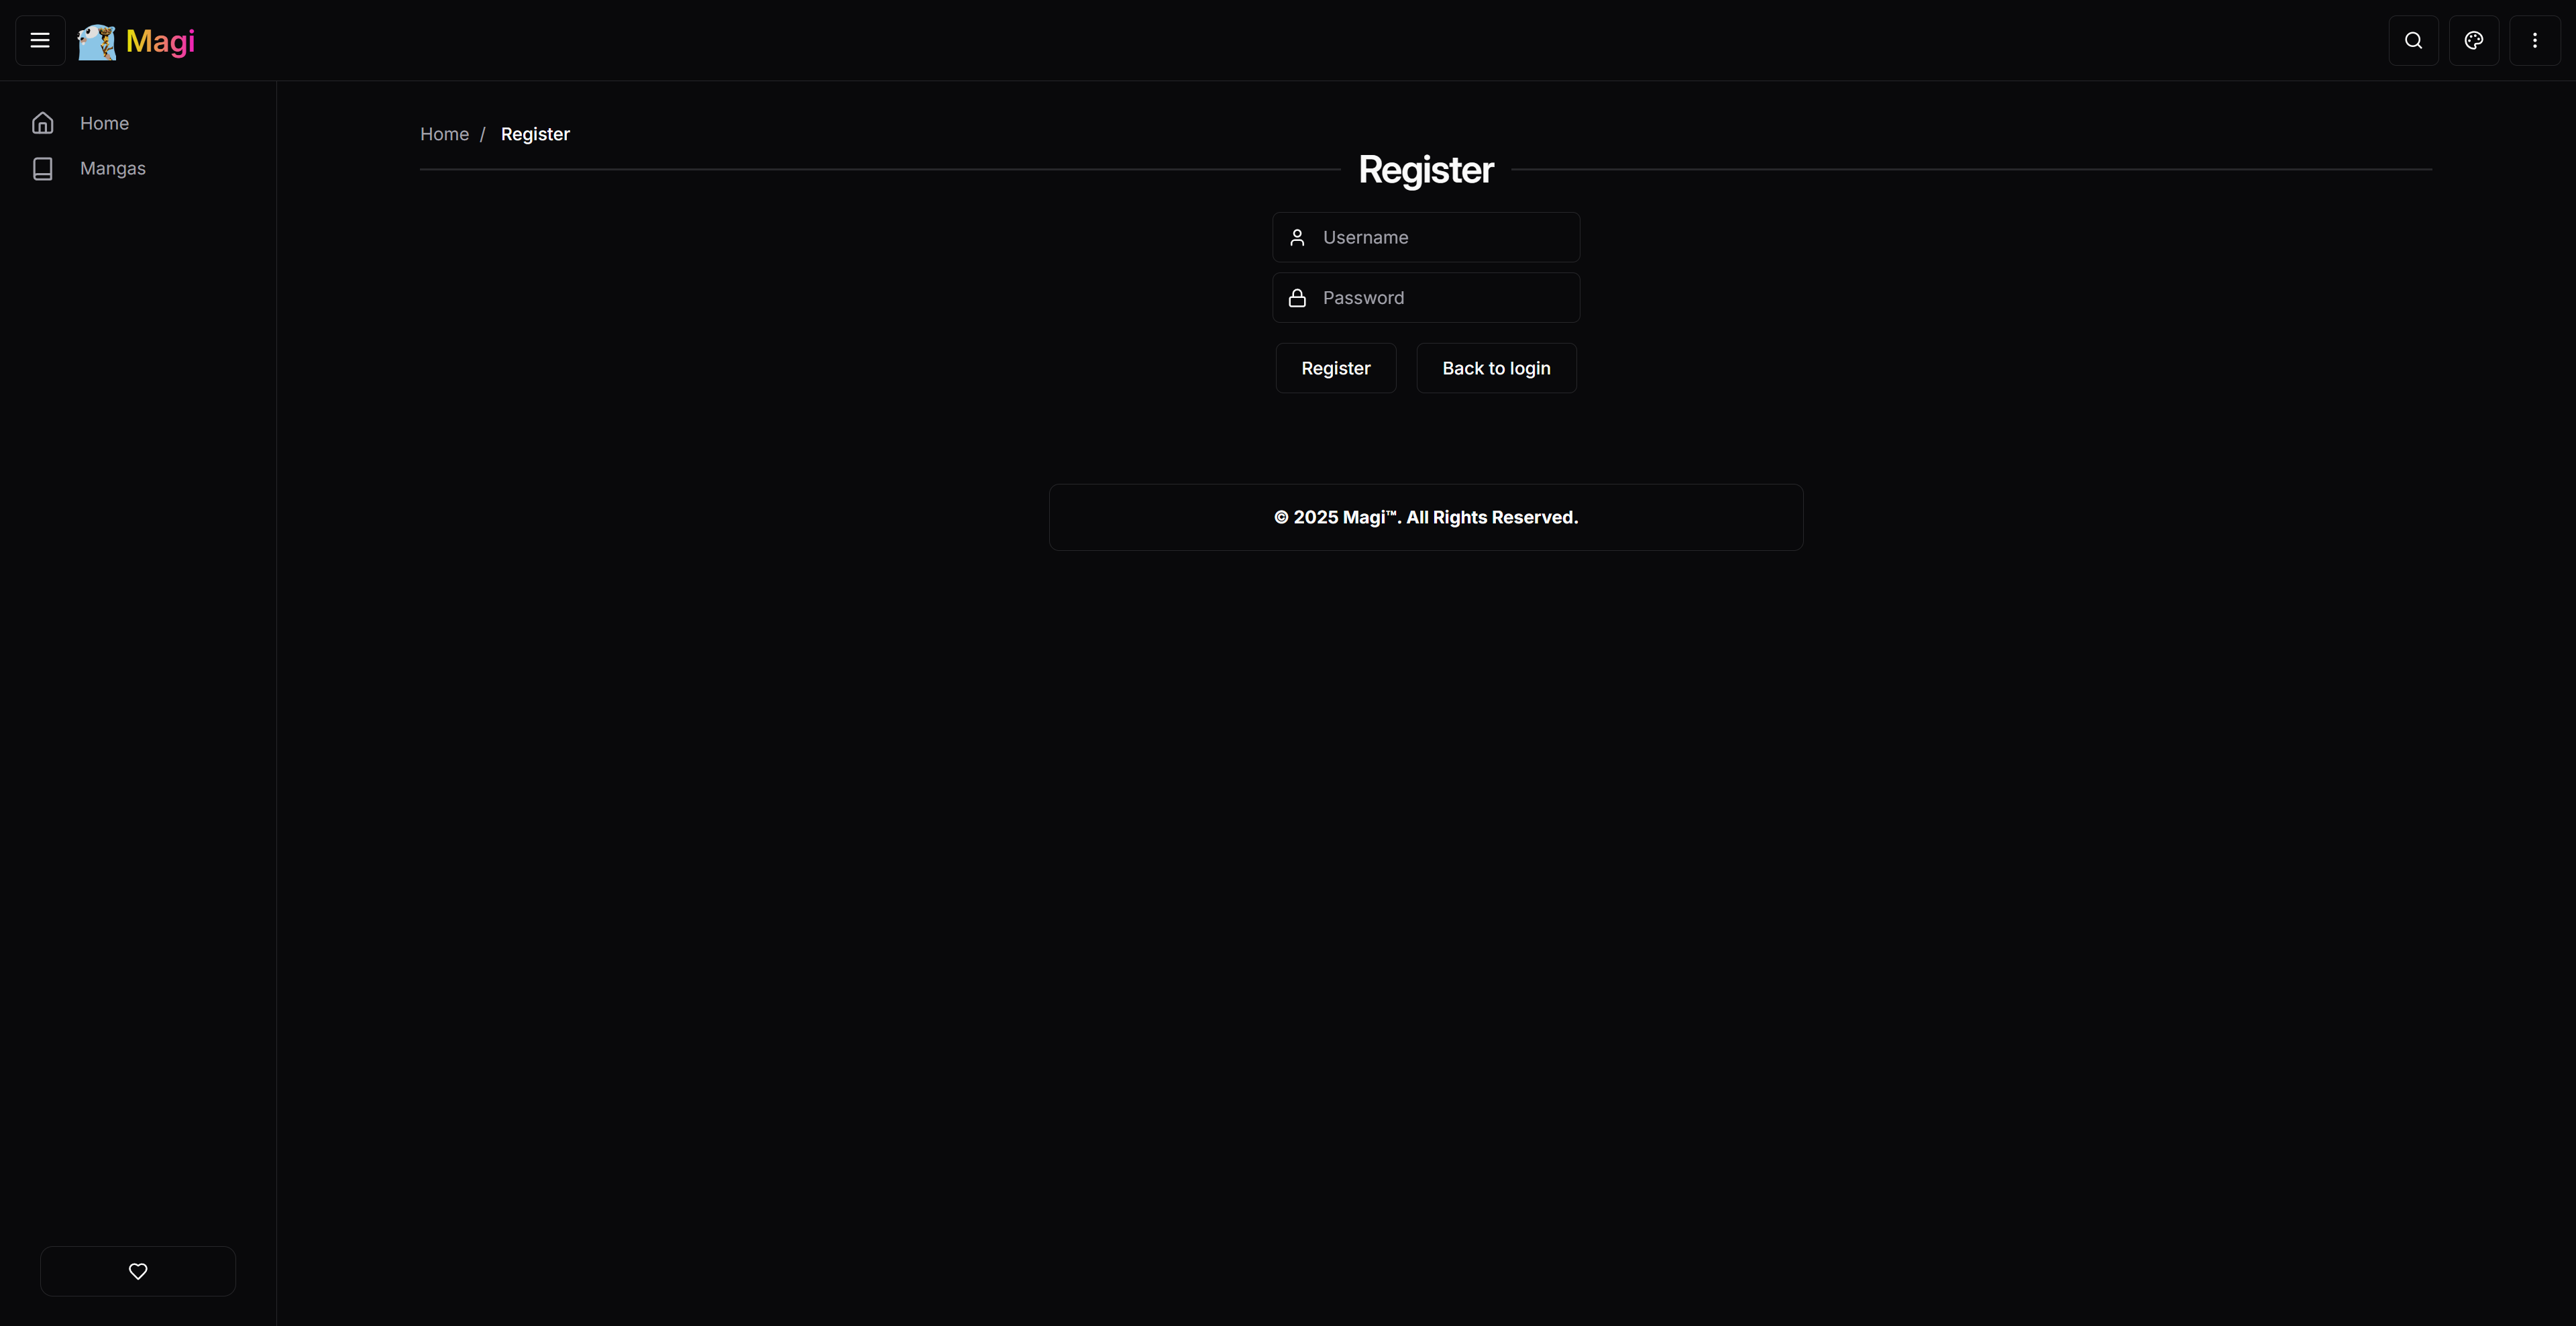 Magi
Home
Mangas
Home / Register
Register
Username
Password
Register
Back to login
© 2025 Magi™. All Rights Reserved.